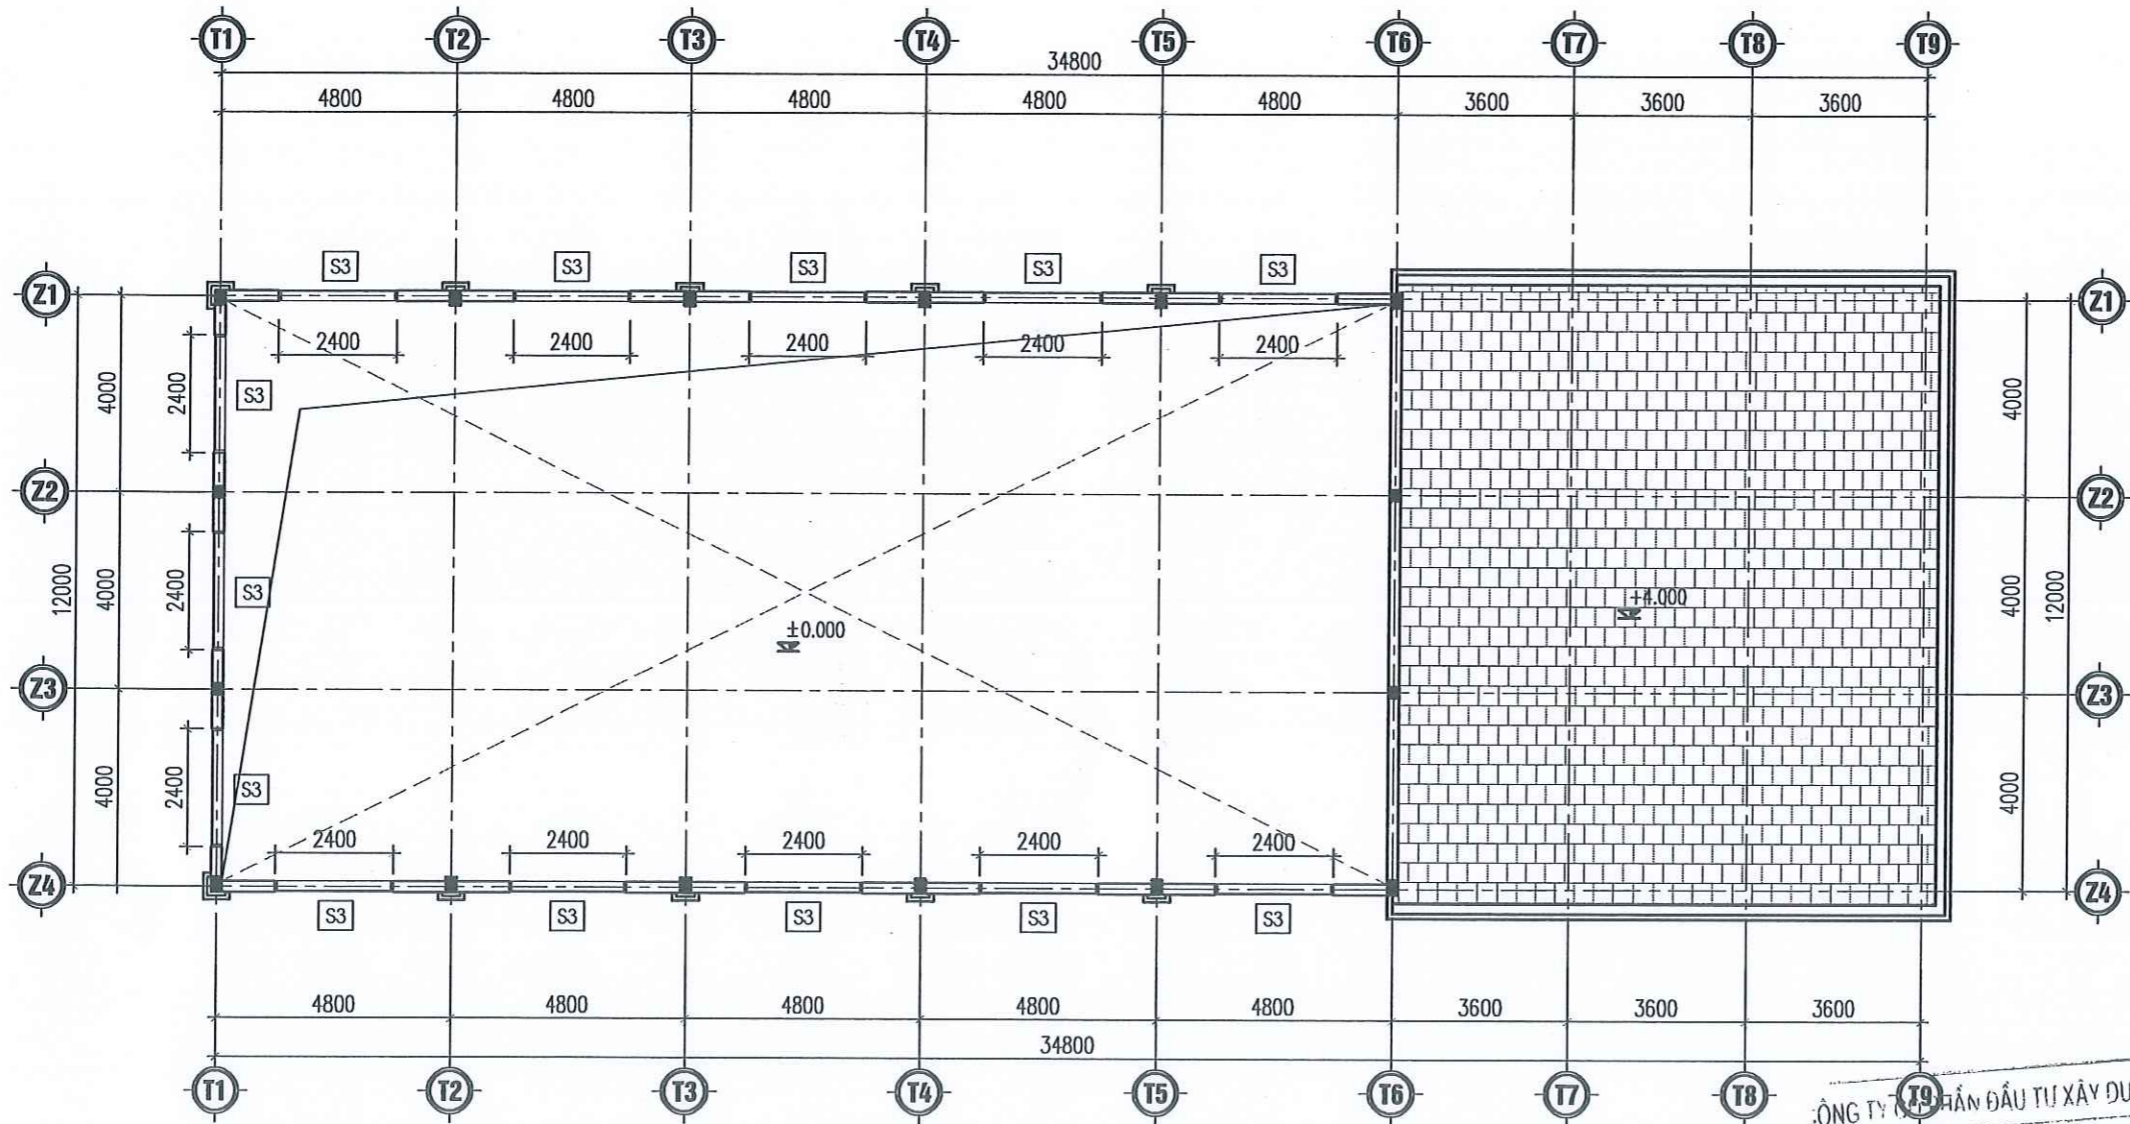 T1 T2 T3 T4 T5 T6 T7 T8 T9
34800
4800 4800 4800 4800 4800 3600 3600 3600
S3 S3 S3 S3 S3
Z1 Z1
2400 2400 2400 2400 2400
4000 2400 S3 4000
Z2 Z2
12000 4000 2400 S3 ±0.000 +4.000 4000 12000
Z3 Z3
4000 2400 S3 4000
2400 2400 2400 2400 2400
Z4 Z4
S3 S3 S3 S3 S3
4800 4800 4800 4800 4800 3600 3600 3600
34800
T1 T2 T3 T4 T5 T6 T7 T8 T9
ĐẦU TƯ XÂY